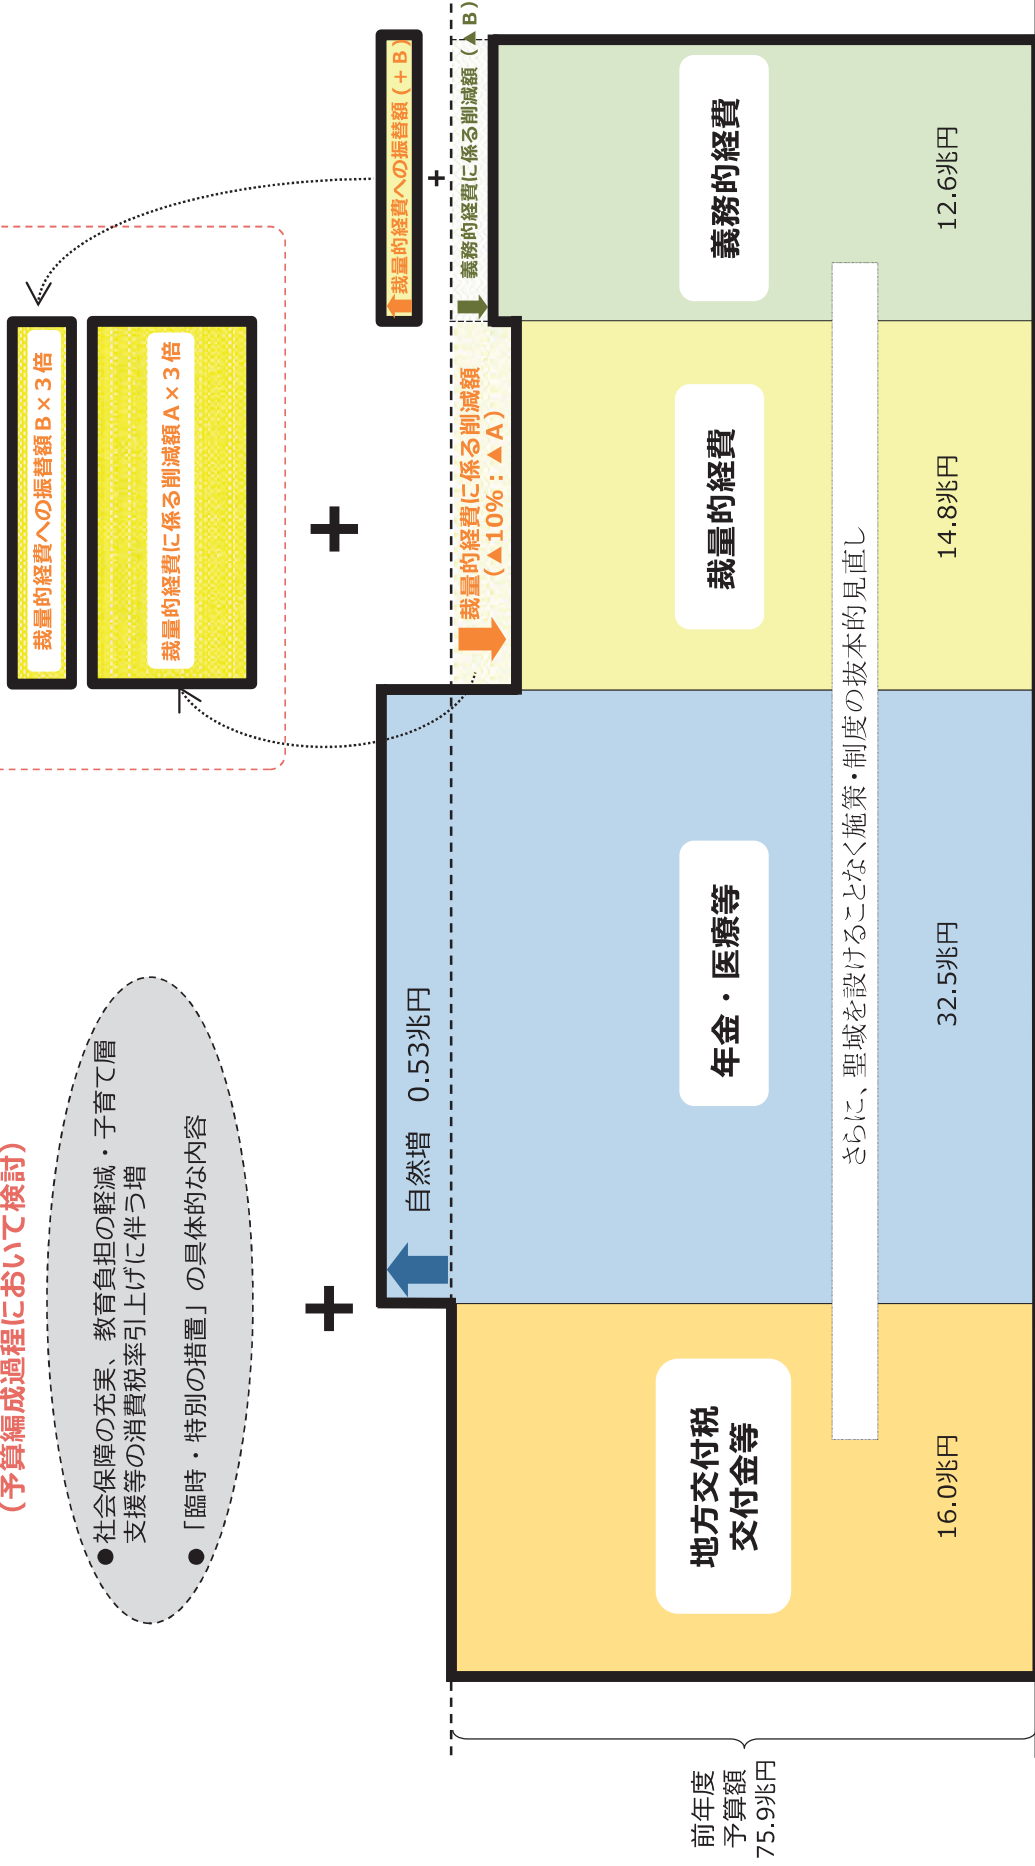 (予算編成過程において検討)
●社会保障の充実、教育負担の軽減・子育て層
支援等の消費税率引上げに伴う増
●「臨時・特別の措置」の具体的な内容
裁量的経費への振替額B×3倍
裁量的経費に係る削減額A×3倍
+
+
自然増　0.53兆円
裁量的経費に係る削減額
(▲10%：▲A)
裁量的経費への振替額(+B)
+
義務的経費に係る削減額(▲B)
前年度
予算額
75.9兆円
地方交付税
交付金等
16.0兆円
年金・医療等
32.5兆円
裁量的経費
14.8兆円
義務的経費
12.6兆円
さらに、聖域を設けることなく施策・制度の抜本的見直し